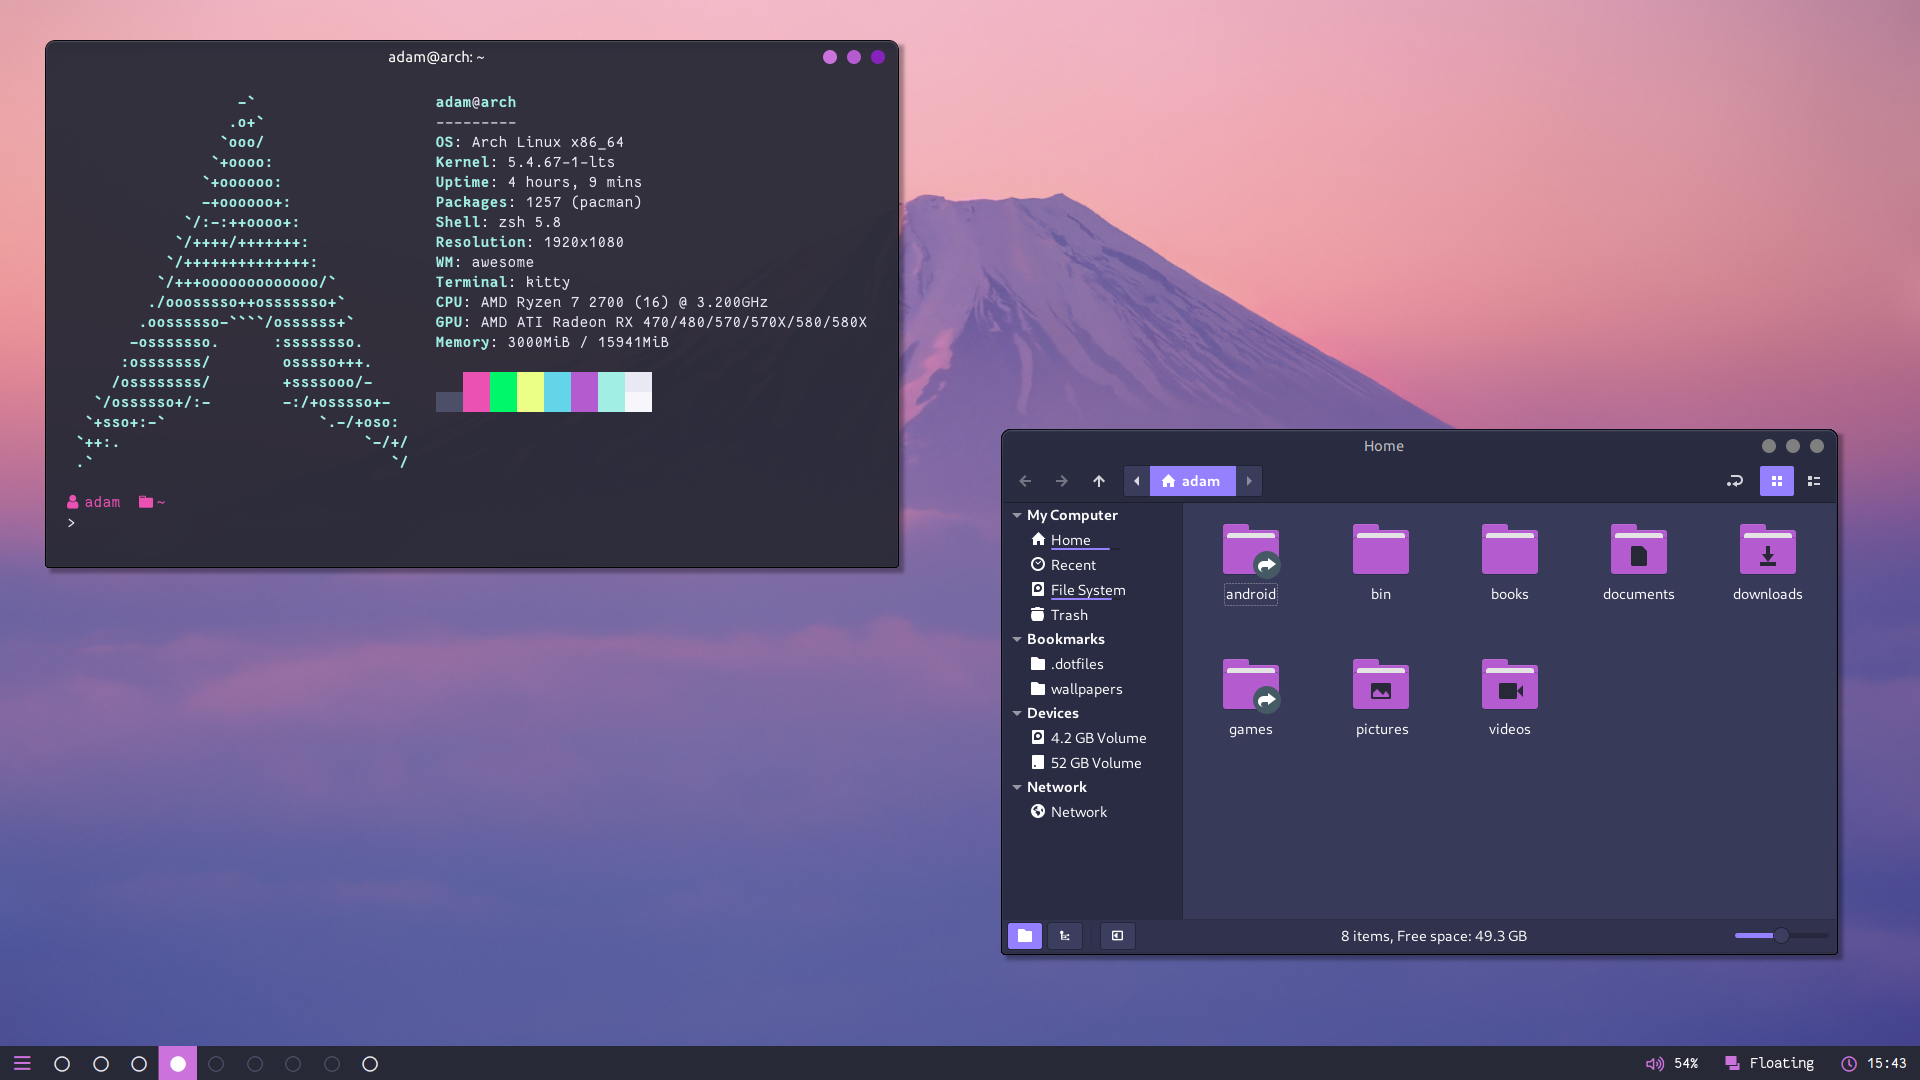 adam@arch: ~
-`
.o+`
`ooo/
`+oooo:
`+oooooo:
-+oooooo+:
`/:-:++oooo+:
`/++++/+++++++:
`/++++++++++++++:
`/+++ooooooooooooo/`
./ooosssso++osssssso+`
.oossssso-````/ossssss+`
-osssssso. :ssssssso.
:osssssss/ osssso+++.
/ossssssss/ +ssssooo/-
`/ossssso+/:- -:/+osssso+-
`+sso+:-` `.-/+oso:
`++:. `-/+/
.` `/
adam@arch
---------
OS: Arch Linux x86_64
Kernel: 5.4.67-1-lts
Uptime: 4 hours, 9 mins
Packages: 1257 (pacman)
Shell: zsh 5.8
Resolution: 1920x1080
WM: awesome
Terminal: kitty
CPU: AMD Ryzen 7 2700 (16) @ 3.200GHz
GPU: AMD ATI Radeon RX 470/480/570/570X/580/580X
Memory: 3000MiB / 15941MiB
adam ~
>
Home
adam
My Computer
Home
Recent
File System
Trash
Bookmarks
.dotfiles
wallpapers
Devices
4.2 GB Volume
52 GB Volume
Network
Network
android bin books documents downloads
games pictures videos
8 items, Free space: 49.3 GB
54% Floating 15:43